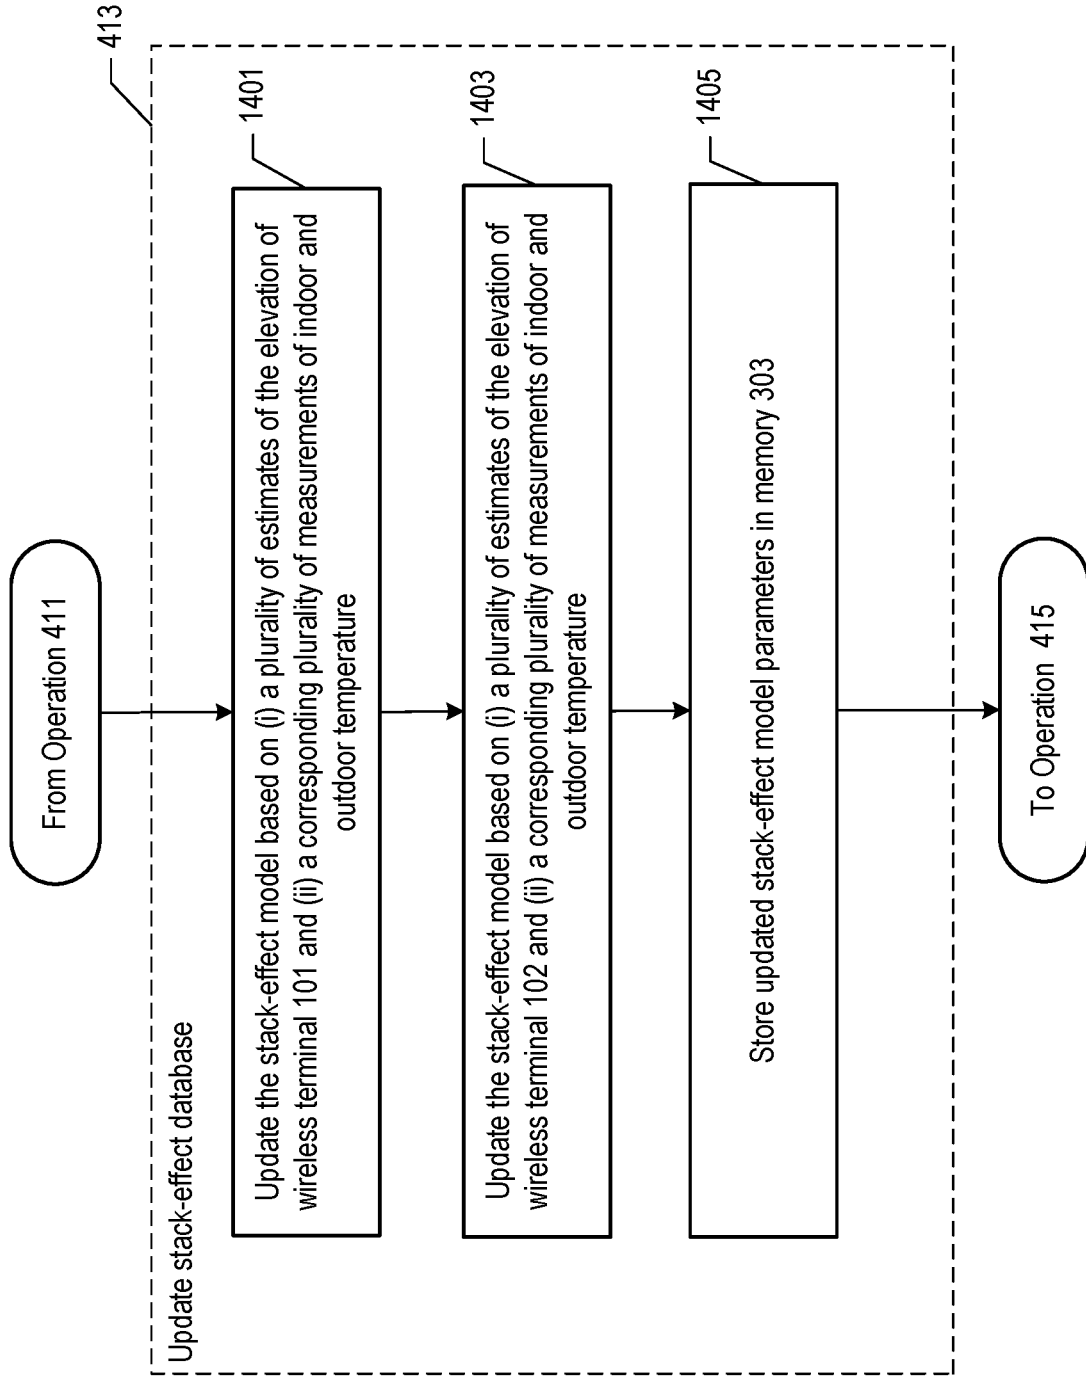 From Operation 411
413
Update stack-effect database
1401
Update the stack-effect model based on (i) a plurality of estimates of the elevation of
wireless terminal 101 and (ii) a corresponding plurality of measurements of indoor and
outdoor temperature
1403
Update the stack-effect model based on (i) a plurality of estimates of the elevation of
wireless terminal 102 and (ii) a corresponding plurality of measurements of indoor and
outdoor temperature
1405
Store updated stack-effect model parameters in memory 303
To Operation 415